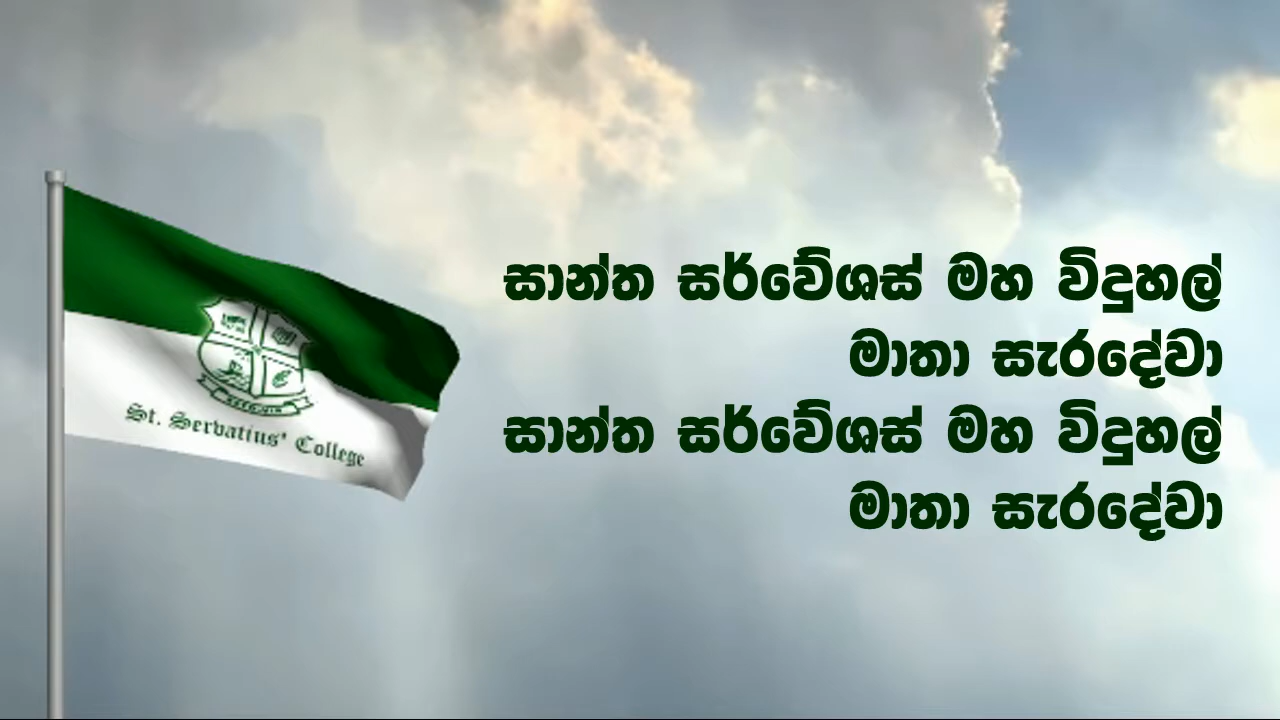 St. Servatius' College
සාන්ත සර්වේශස් මහ විදුහල්
මාතා සැරදේවා
සාන්ත සර්වේශස් මහ විදුහල්
මාතා සැරදේවා